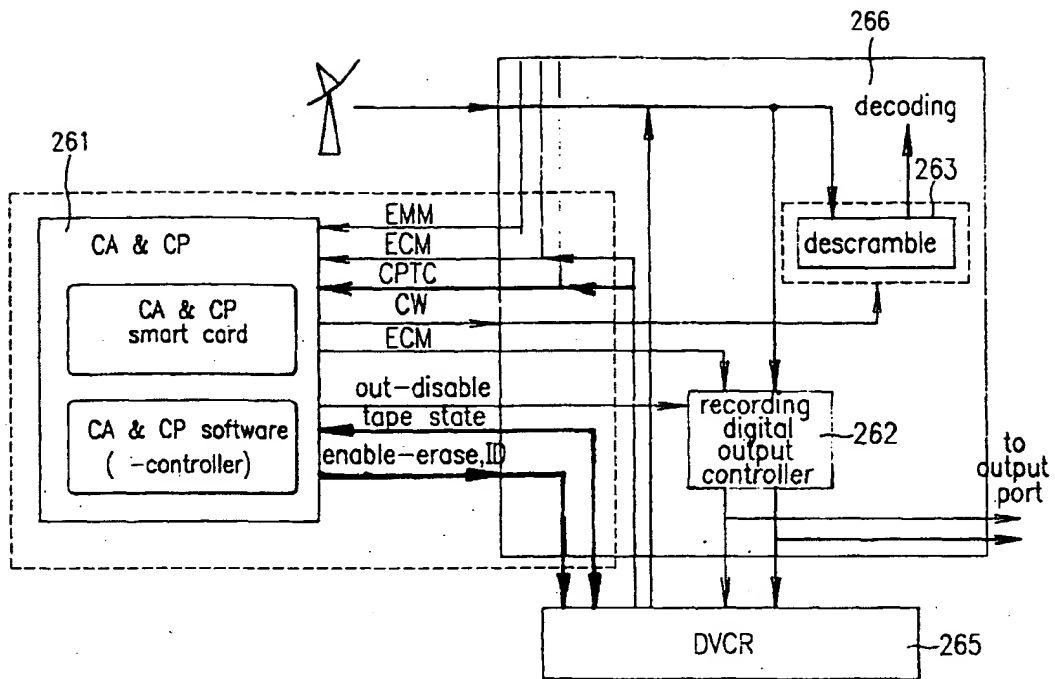 266
decoding
261
263
EMM
CA & CP
ECM
descramble
CPTC
CA & CP
smart card
CW
ECM
out-disable
recording
digital
output
controller
262
tape state
CA & CP software
( -controller)
enable-erase,ID
to
output
port
DVCR
265